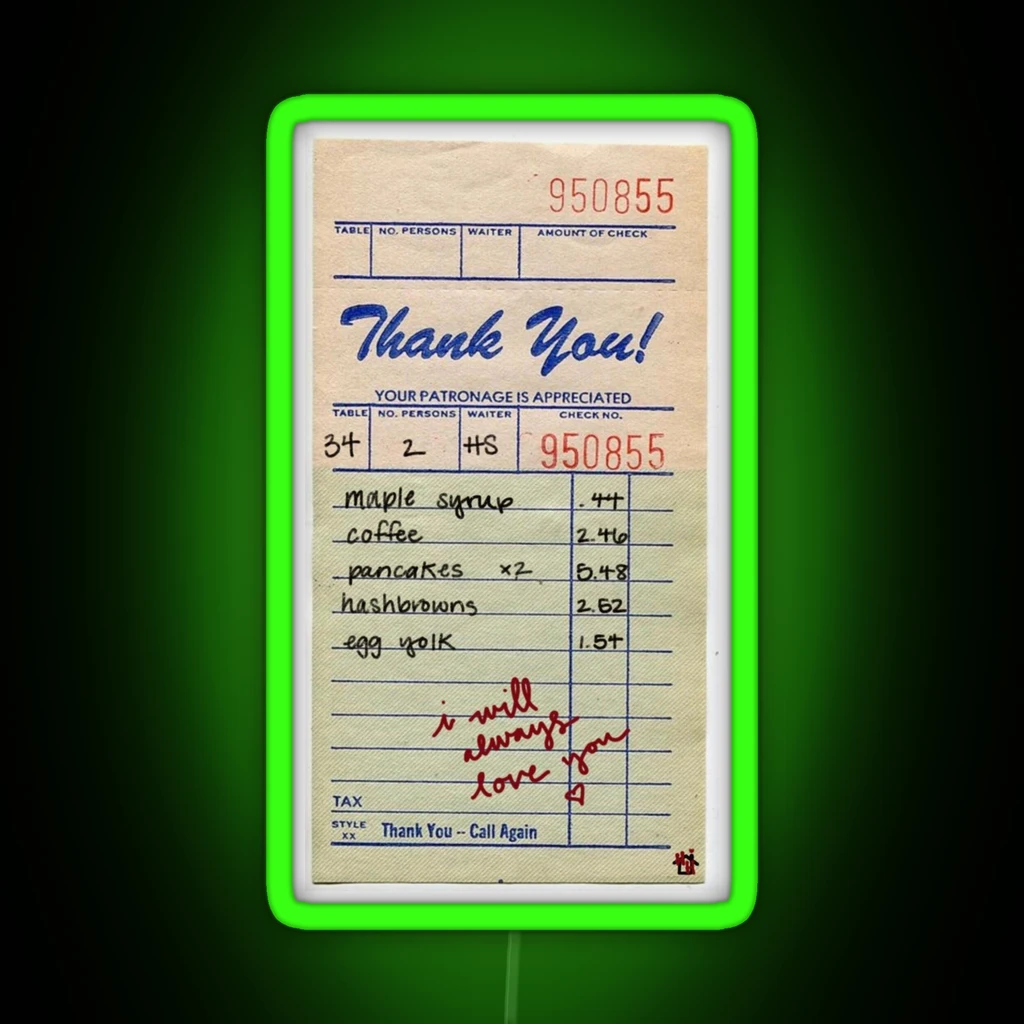 950855
TABLE NO. PERSONS WAITER AMOUNT OF CHECK
Thank You!
YOUR PATRONAGE IS APPRECIATED
TABLE NO. PERSONS WAITER CHECK NO.
34 2 HS 950855
maple syrup .44
coffee 2.46
pancakes x2 5.48
hashbrowns 2.52
egg yolk 1.54
i will
always
love you
TAX
STYLE
XX
Thank You -- Call Again